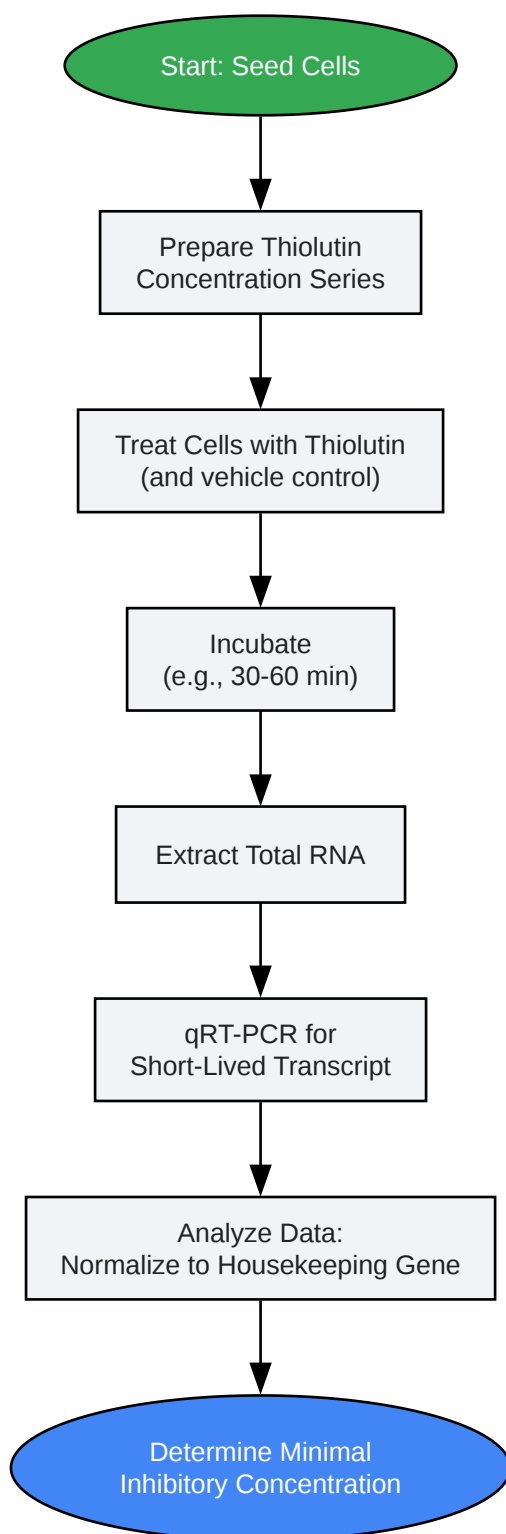 Start: Seed Cells
Prepare Thiolutin
Concentration Series
Treat Cells with Thiolutin
(and vehicle control)
Incubate
(e.g., 30-60 min)
Extract Total RNA
qRT-PCR for
Short-Lived Transcript
Analyze Data:
Normalize to Housekeeping Gene
Determine Minimal
Inhibitory Concentration